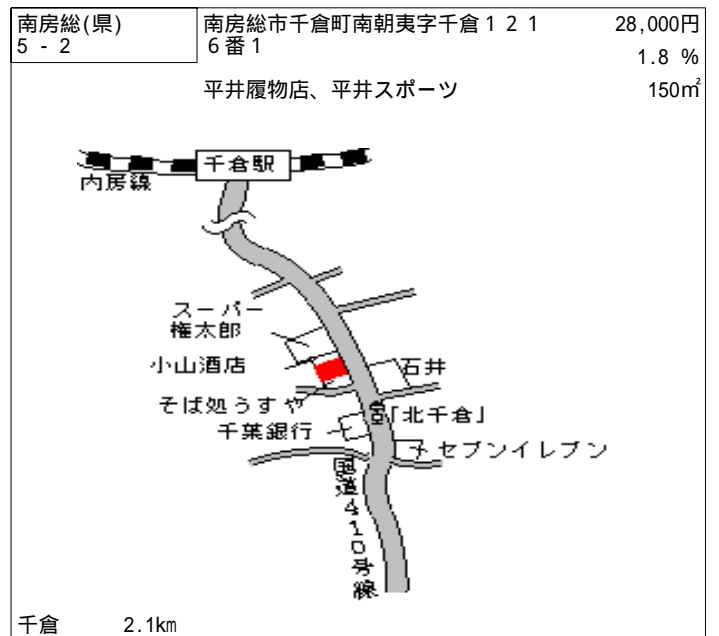 南房総(県)
5 - 2
南房総市千倉町南朝夷字千倉１２１
６番１
28,000円
1.8 %
平井履物店、平井スポーツ
150㎡
千倉駅
内房線
スーパー
権太郎
小山酒店
石井
そば処うすや
「北千倉」
千葉銀行
セブンイレブン
国道410号線
千倉 2.1km